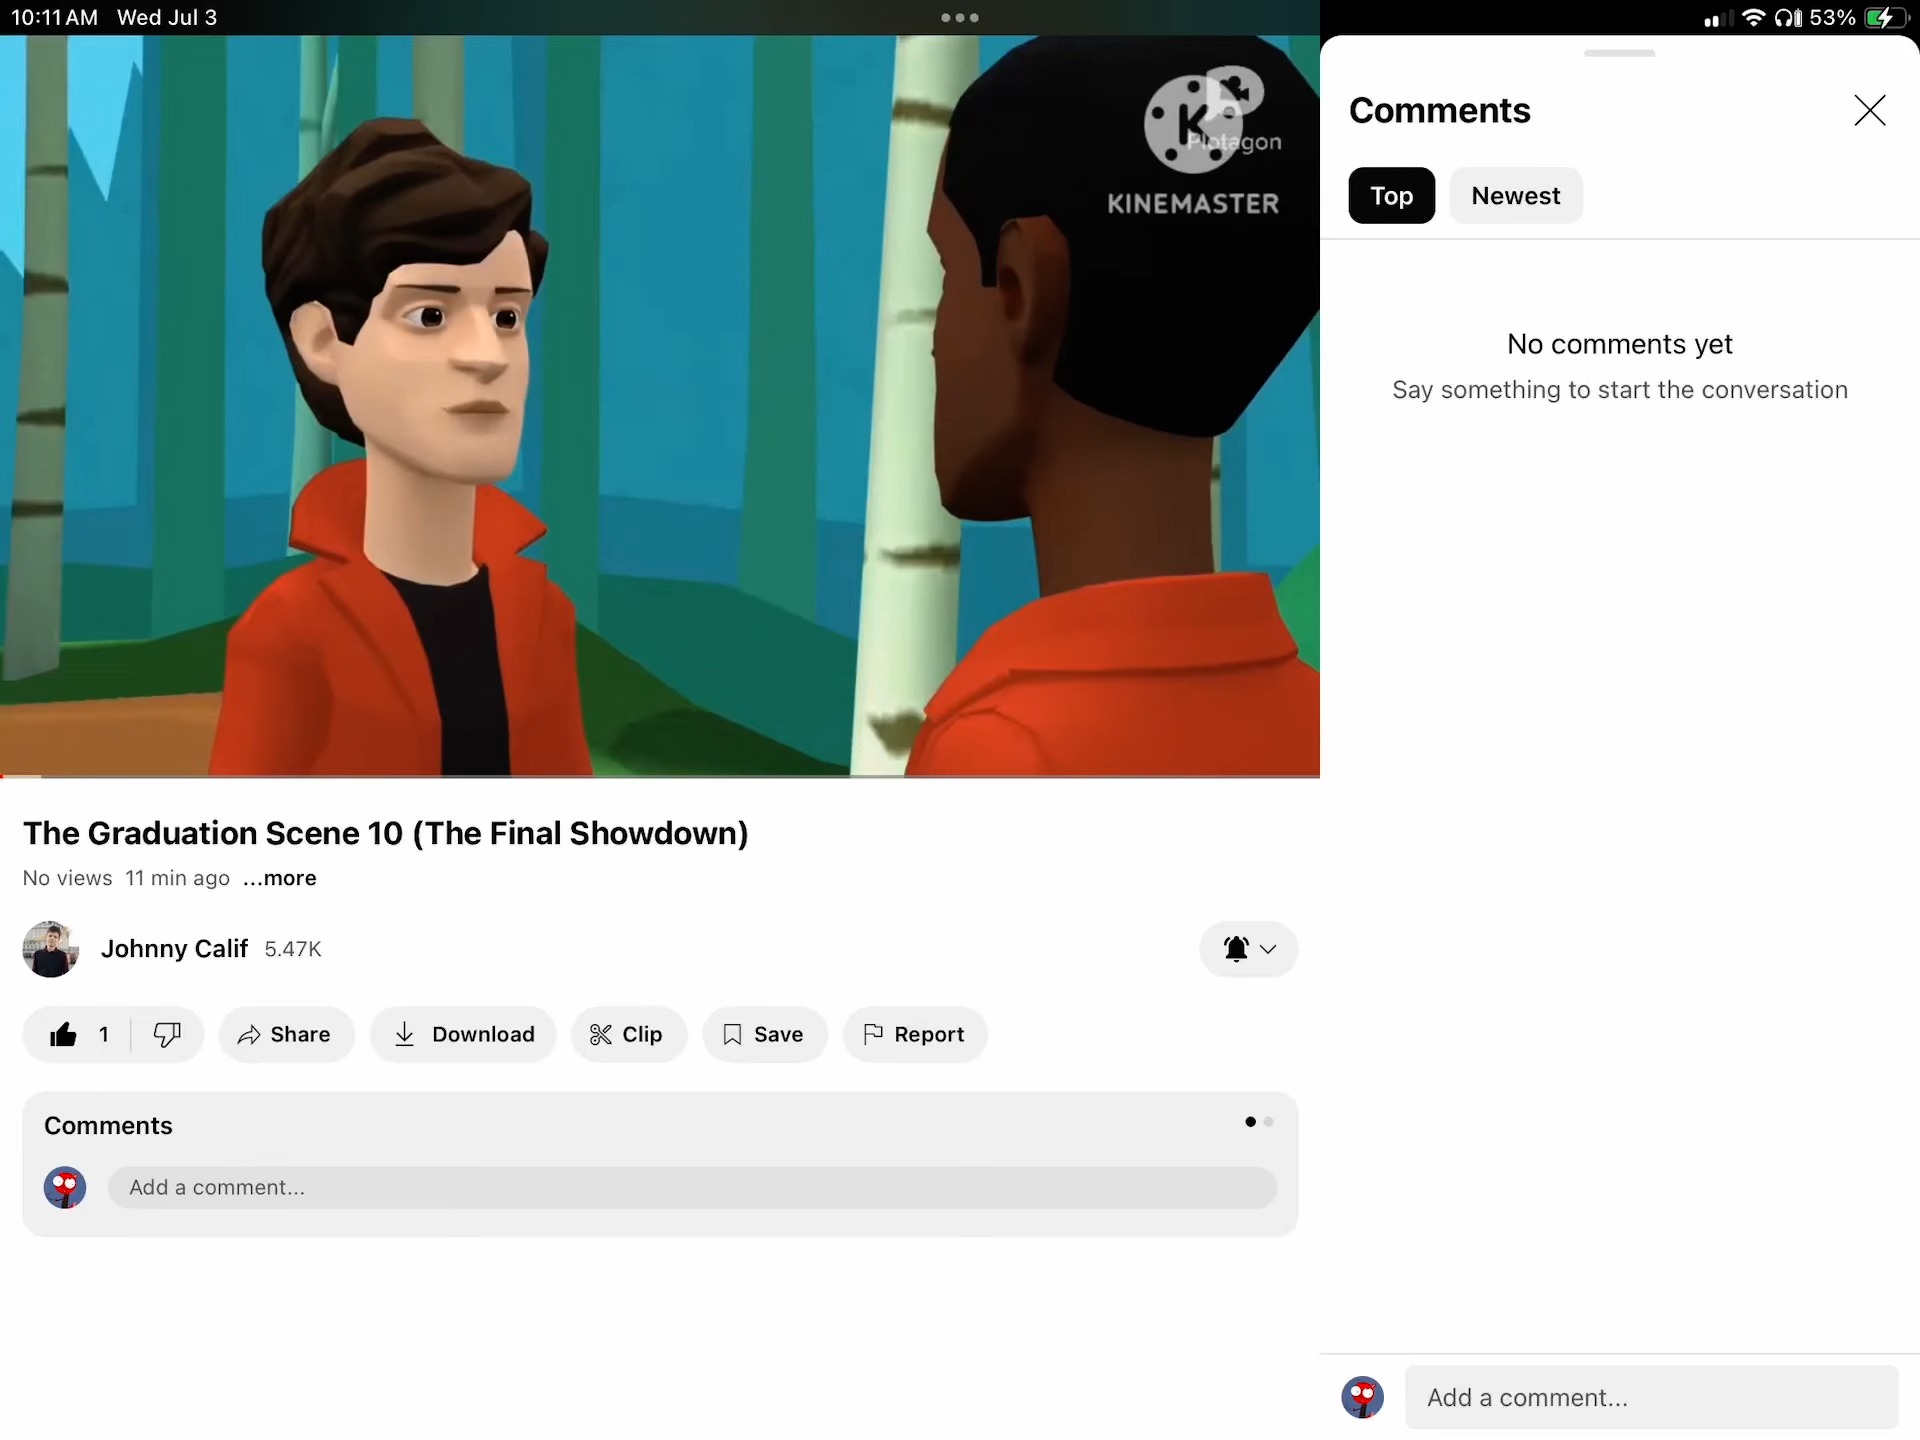 10:11 AM Wed Jul 3
53%
K
Plotagon
KINEMASTER
Comments
Top
Newest
No comments yet
Say something to start the conversation
The Graduation Scene 10 (The Final Showdown)
No views 11 min ago ...more
Johnny Calif 5.47K
1
Share
Download
Clip
Save
Report
Comments
Add a comment...
Add a comment...